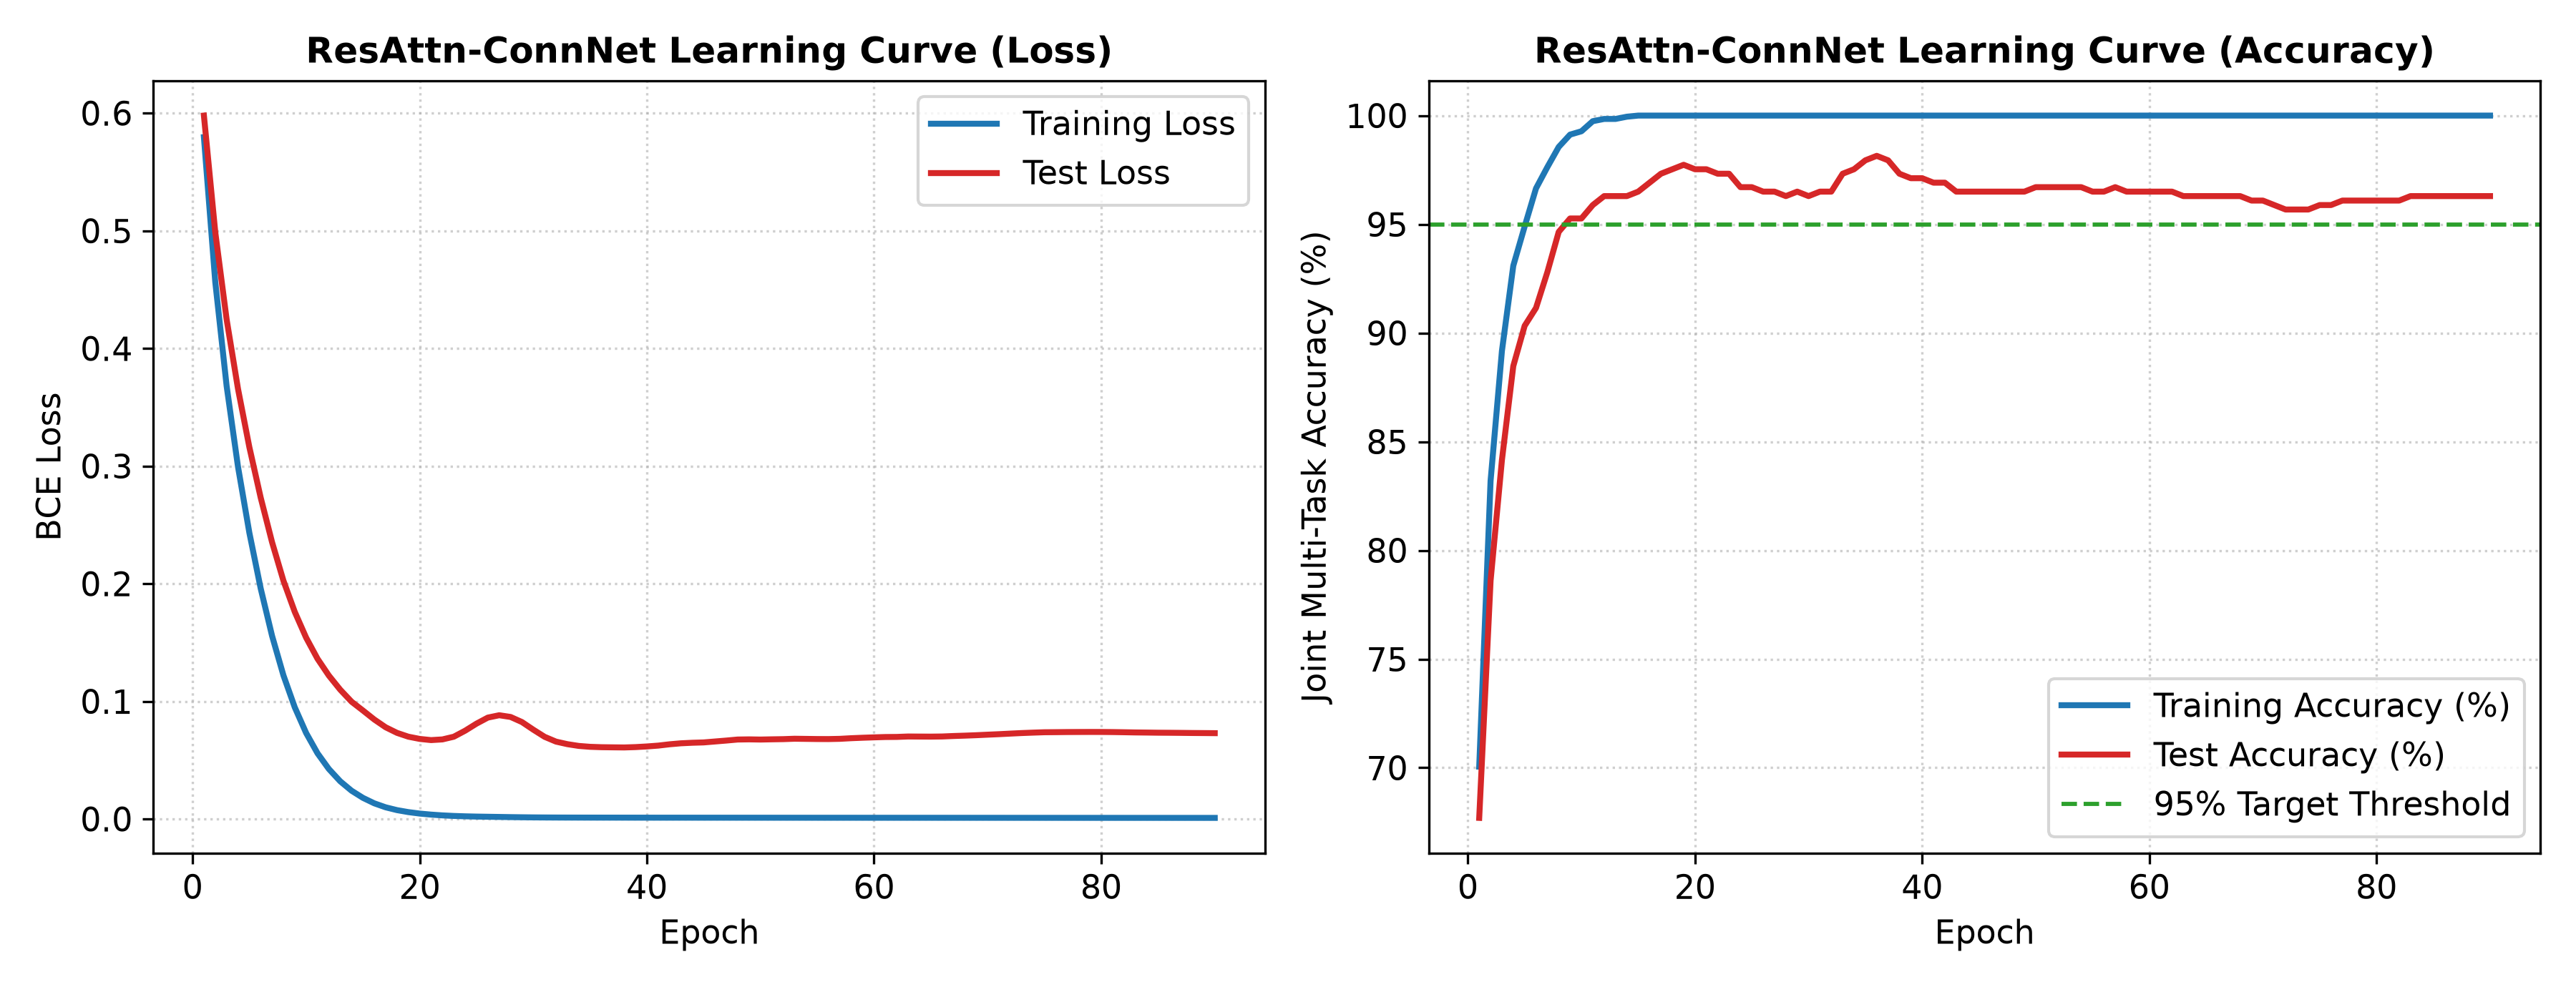 ResAttn-ConnNet Learning Curve (Loss)
BCE Loss
0.6
0.5
0.4
0.3
0.2
0.1
0.0
Training Loss
Test Loss
0 20 40 60 80
Epoch
ResAttn-ConnNet Learning Curve (Accuracy)
Joint Multi-Task Accuracy (%)
100
95
90
85
80
75
70
Training Accuracy (%)
Test Accuracy (%)
95% Target Threshold
0 20 40 60 80
Epoch